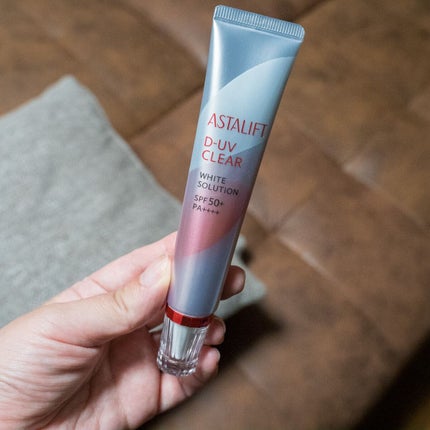 ASTALIFT
D-UV
CLEAR
WHITE
SOLUTION
SPF50+
PA++++